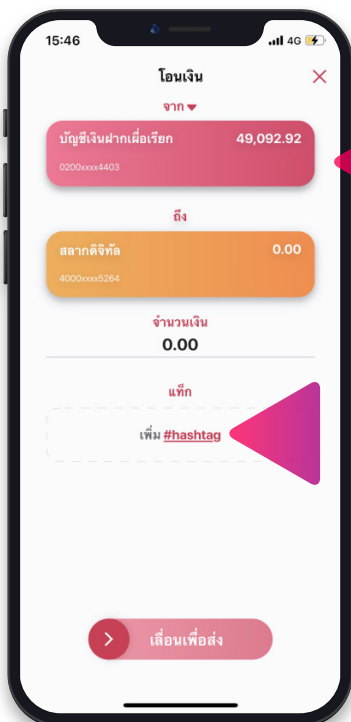 15:46
4G
โอนเงิน
จาก
บัญชีเงินฝากเผื่อเรียก 49,092.92
0200xxxx4403
ถึง
สลากดิจิทัล 0.00
4000xxxx5264
จำนวนเงิน
0.00
แท็ก
เพิ่ม #hashtag
เลื่อนเพื่อส่ง